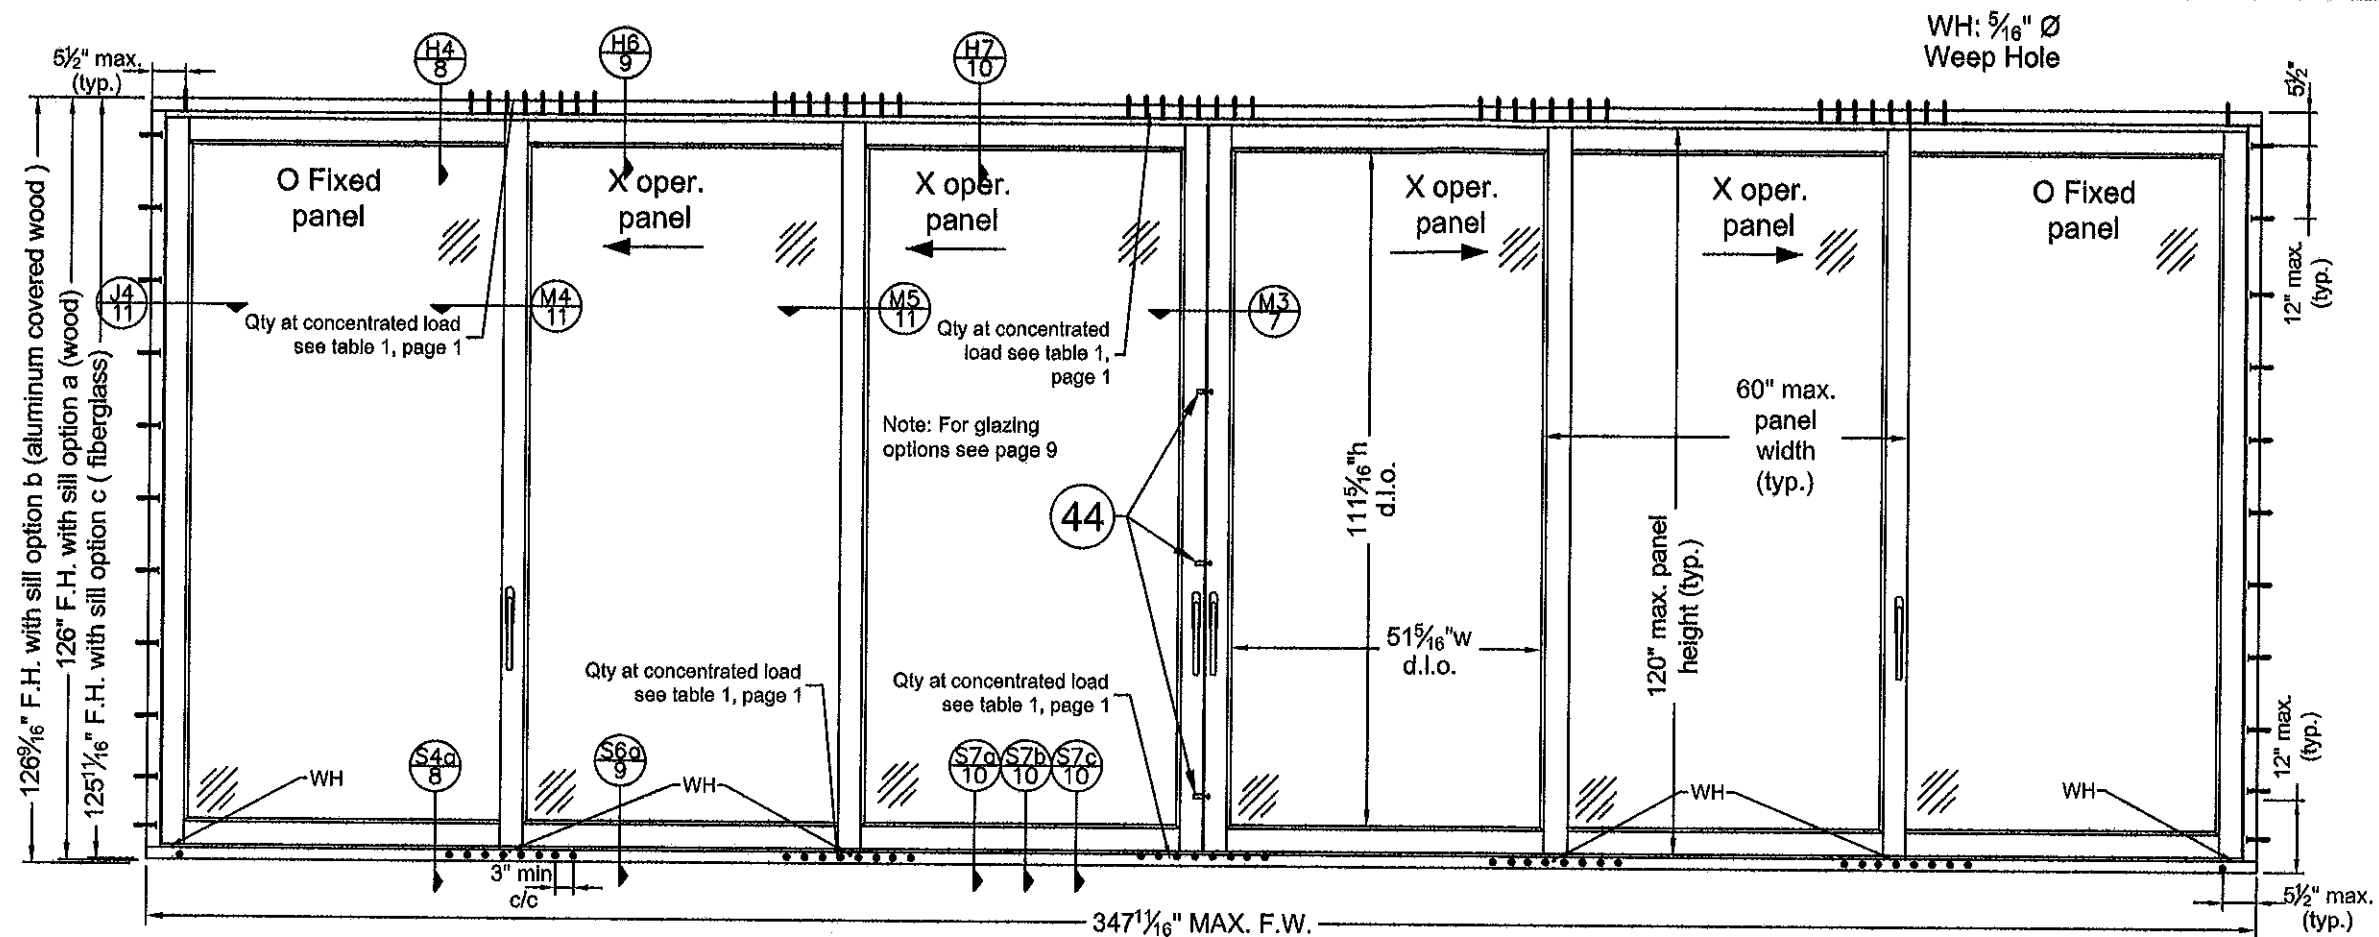 WH: 5/16" Ø
Weep Hole
5½" max.
(typ.)
H4
8
H6
9
H7
10
5½"
O Fixed
panel
X oper.
panel
X oper.
panel
X oper.
panel
X oper.
panel
O Fixed
panel
12" max.
(typ.)
J4
11
M4
11
M5
11
M3
7
Qty at concentrated load
see table 1, page 1
Qty at concentrated
load see table 1,
page 1
Note: For glazing
options see page 9
44
60" max.
panel
width
(typ.)
111 5/16"h
d.l.o.
120" max. panel
height (typ.)
51 5/16"w
d.l.o.
126 9/16" F.H. with sill option b (aluminum covered wood )
126" F.H. with sill option a (wood)
125 11/16" F.H. with sill option c ( fiberglass)
Qty at concentrated load
see table 1, page 1
Qty at concentrated load
see table 1, page 1
S4a
8
S6a
9
S7a
10
S7b
10
S7c
10
WH
WH
WH
WH
12" max.
(typ.)
3" min
c/c
5½" max.
(typ.)
347 11/16" MAX. F.W.